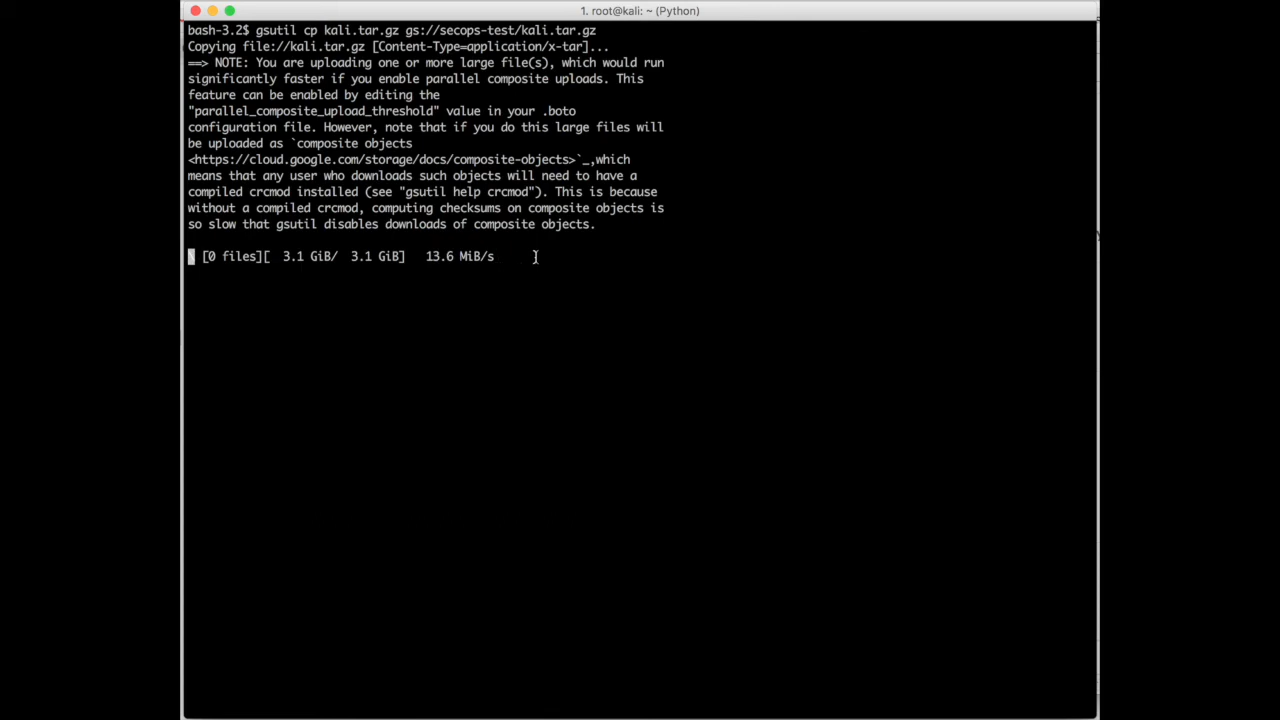 1. root@kali: ~ (Python)
bash-3.2$ gsutil cp kali.tar.gz gs://secops-test/kali.tar.gz
Copying file://kali.tar.gz [Content-Type=application/x-tar]...
==> NOTE: You are uploading one or more large file(s), which would run
significantly faster if you enable parallel composite uploads. This
feature can be enabled by editing the
"parallel_composite_upload_threshold" value in your .boto
configuration file. However, note that if you do this large files will
be uploaded as `composite objects
<https://cloud.google.com/storage/docs/composite-objects>`_,which
means that any user who downloads such objects will need to have a
compiled crcmod installed (see "gsutil help crcmod"). This is because
without a compiled crcmod, computing checksums on composite objects is
so slow that gsutil disables downloads of composite objects.
\ [0 files][  3.1 GiB/  3.1 GiB]   13.6 MiB/s